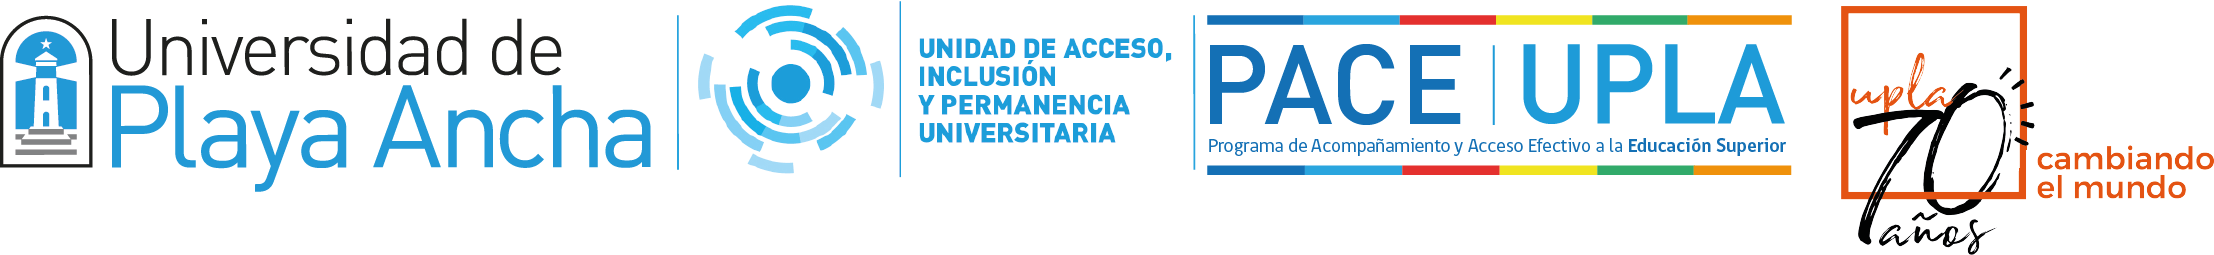 Universidad de
Playa Ancha
UNIDAD DE ACCESO,
INCLUSIÓN
Y PERMANENCIA
UNIVERSITARIA
PACE UPLA
Programa de Acompañamiento y Acceso Efectivo a la Educación Superior
upla
70
años
cambiando
el mundo